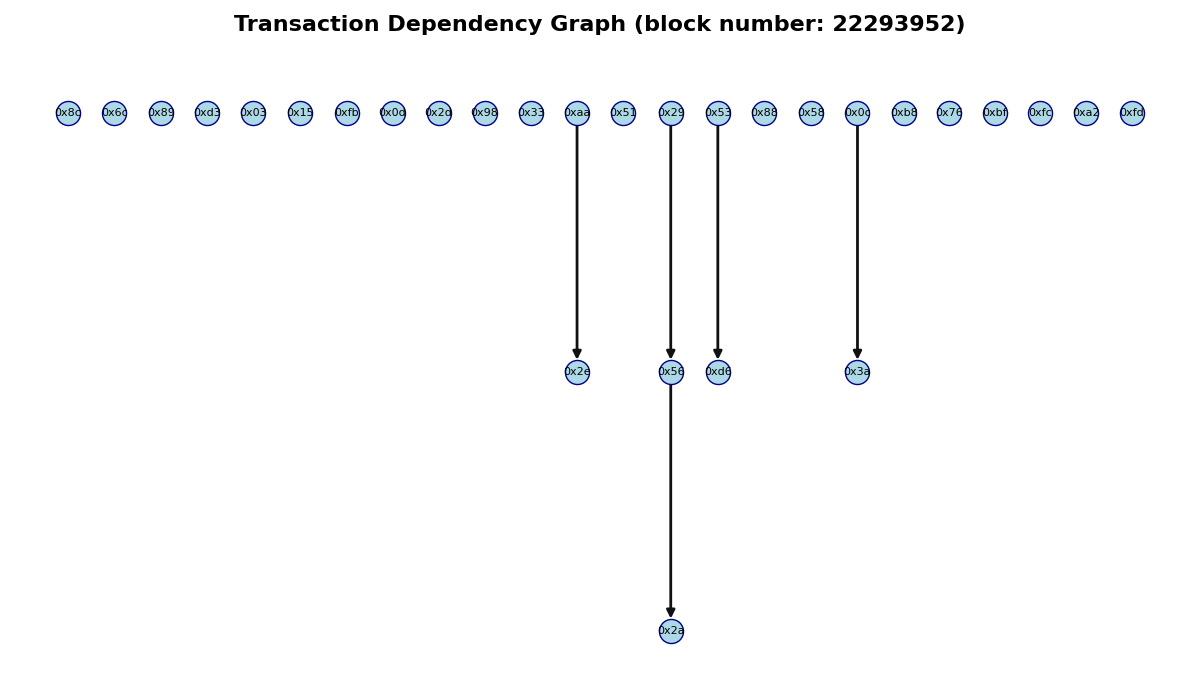 Transaction Dependency Graph (block number: 22293952)
0x8c 0x6c 0x89 0xd3 0x03 0x15 0xfb 0x0d 0x2d 0x98 0x33 0xaa 0x51 0x29 0x53 0x88 0x58 0x0c 0xb8 0x76 0xbf 0xfc 0xa2 0xfd
0x2e 0x56 0xd6 0x3a
0x2a